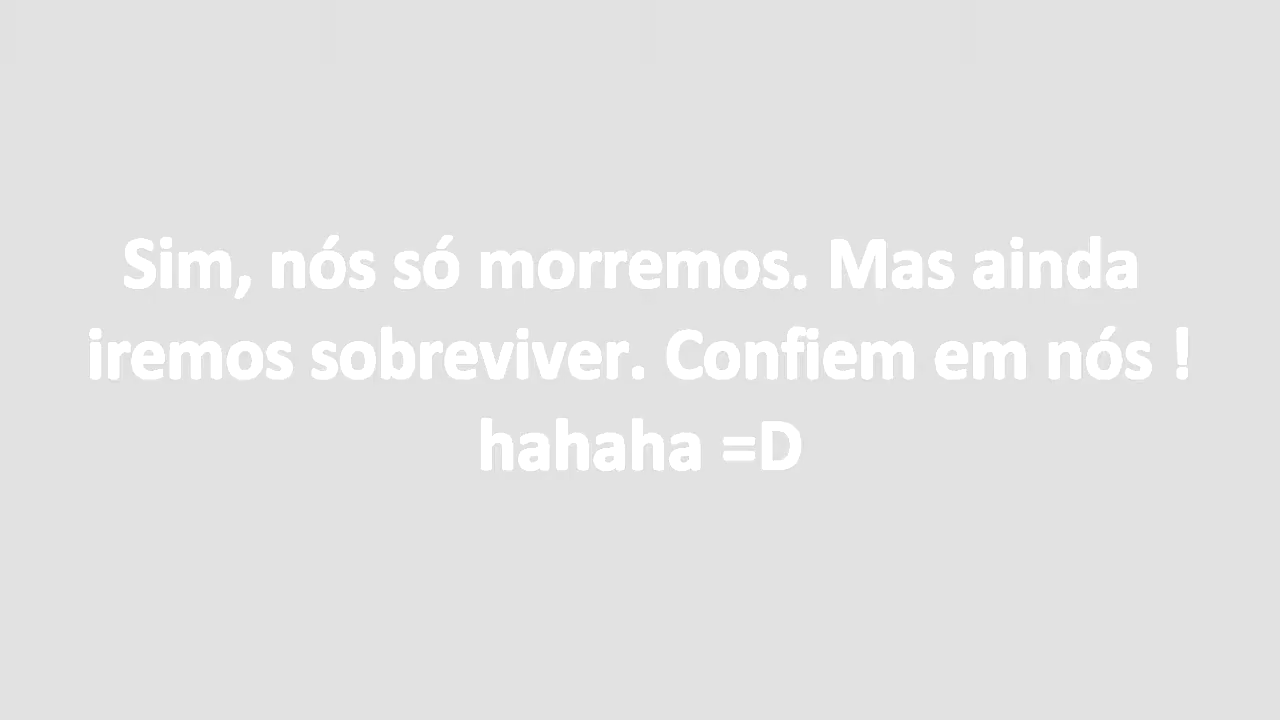 Sim, nós só morremos. Mas ainda
iremos sobreviver. Confiem em nós !
hahaha =D